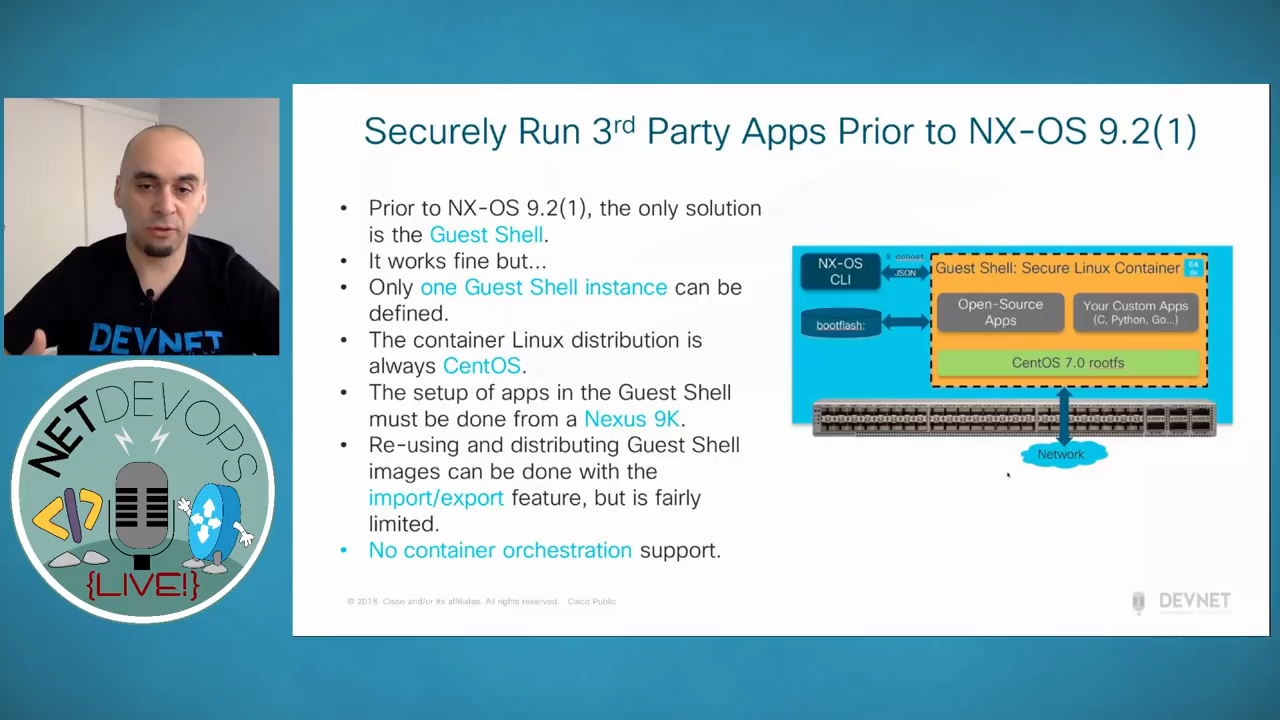 Securely Run 3rd Party Apps Prior to NX-OS 9.2(1)
• Prior to NX-OS 9.2(1), the only solution
is the Guest Shell.
• It works fine but...
• Only one Guest Shell instance can be
defined.
• The container Linux distribution is
always CentOS.
• The setup of apps in the Guest Shell
must be done from a Nexus 9K.
• Re-using and distributing Guest Shell
images can be done with the
import/export feature, but is fairly
limited.
• No container orchestration support.
NX-OS
CLI
dohost
JSON
bootflash:
Guest Shell: Secure Linux Container
64
Open-Source
Apps
Your Custom Apps
(C, Python, Go...)
CentOS 7.0 rootfs
Network
© 2018 Cisco and/or its affiliates. All rights reserved. Cisco Public
DEVNET
DEVNET
NETDEVOPS
</>
{LIVE!}